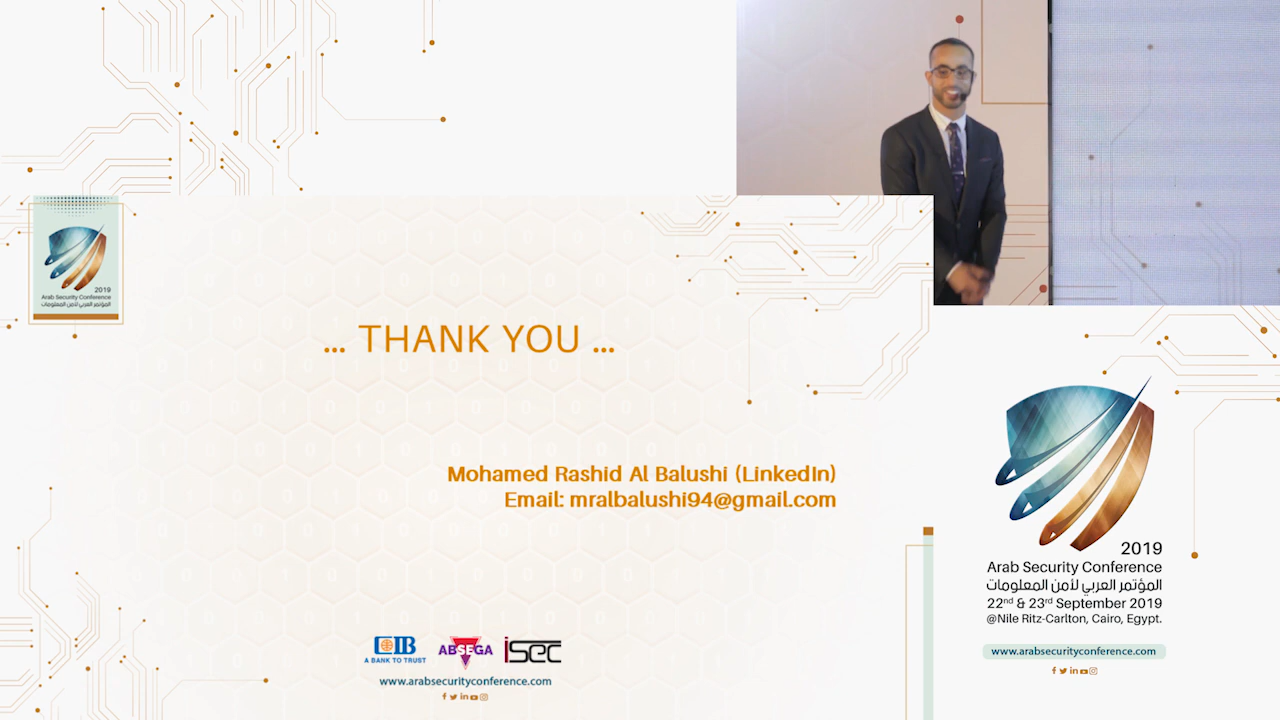 2019
Arab Security Conference
المؤتمر العربي لأمن المعلومات
... THANK YOU ...
Mohamed Rashid Al Balushi (LinkedIn)
Email: mralbalushi94@gmail.com
CIB
A BANK TO TRUST
ABSEGA
iSEC
www.arabsecurityconference.com
2019
Arab Security Conference
المؤتمر العربي لأمن المعلومات
22nd & 23rd September 2019
@Nile Ritz-Carlton, Cairo, Egypt.
www.arabsecurityconference.com